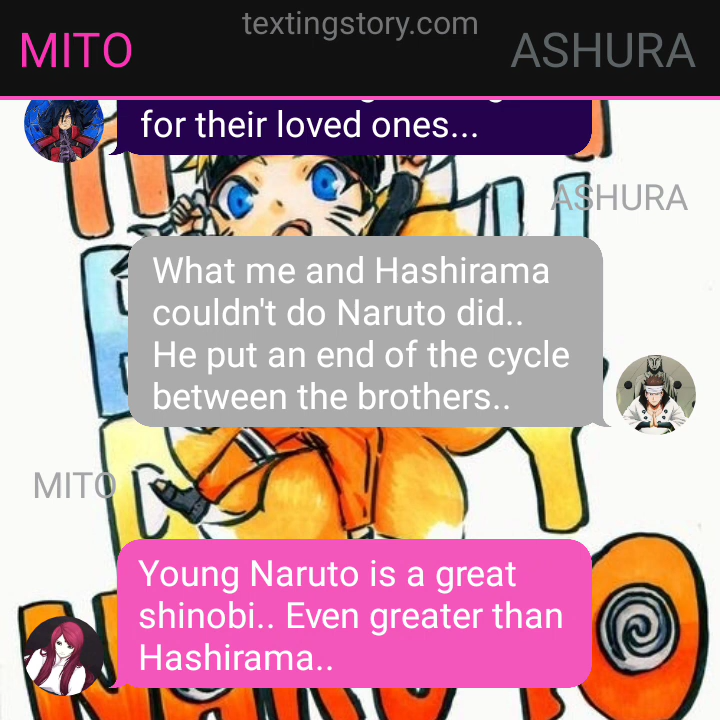 textingstory.com
MITO
ASHURA
for their loved ones...
ASHURA
What me and Hashirama
couldn't do Naruto did..
He put an end of the cycle
between the brothers..
MITO
Young Naruto is a great
shinobi.. Even greater than
Hashirama..